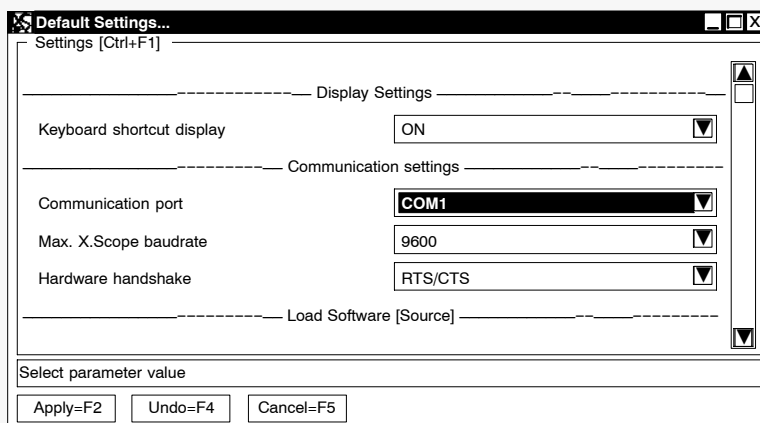 XS Default Settings... _ X
Settings [Ctrl+F1]
Display Settings
Keyboard shortcut display ON
Communication settings
Communication port COM1
Max. X.Scope baudrate 9600
Hardware handshake RTS/CTS
Load Software [Source]
Select parameter value
Apply=F2 Undo=F4 Cancel=F5